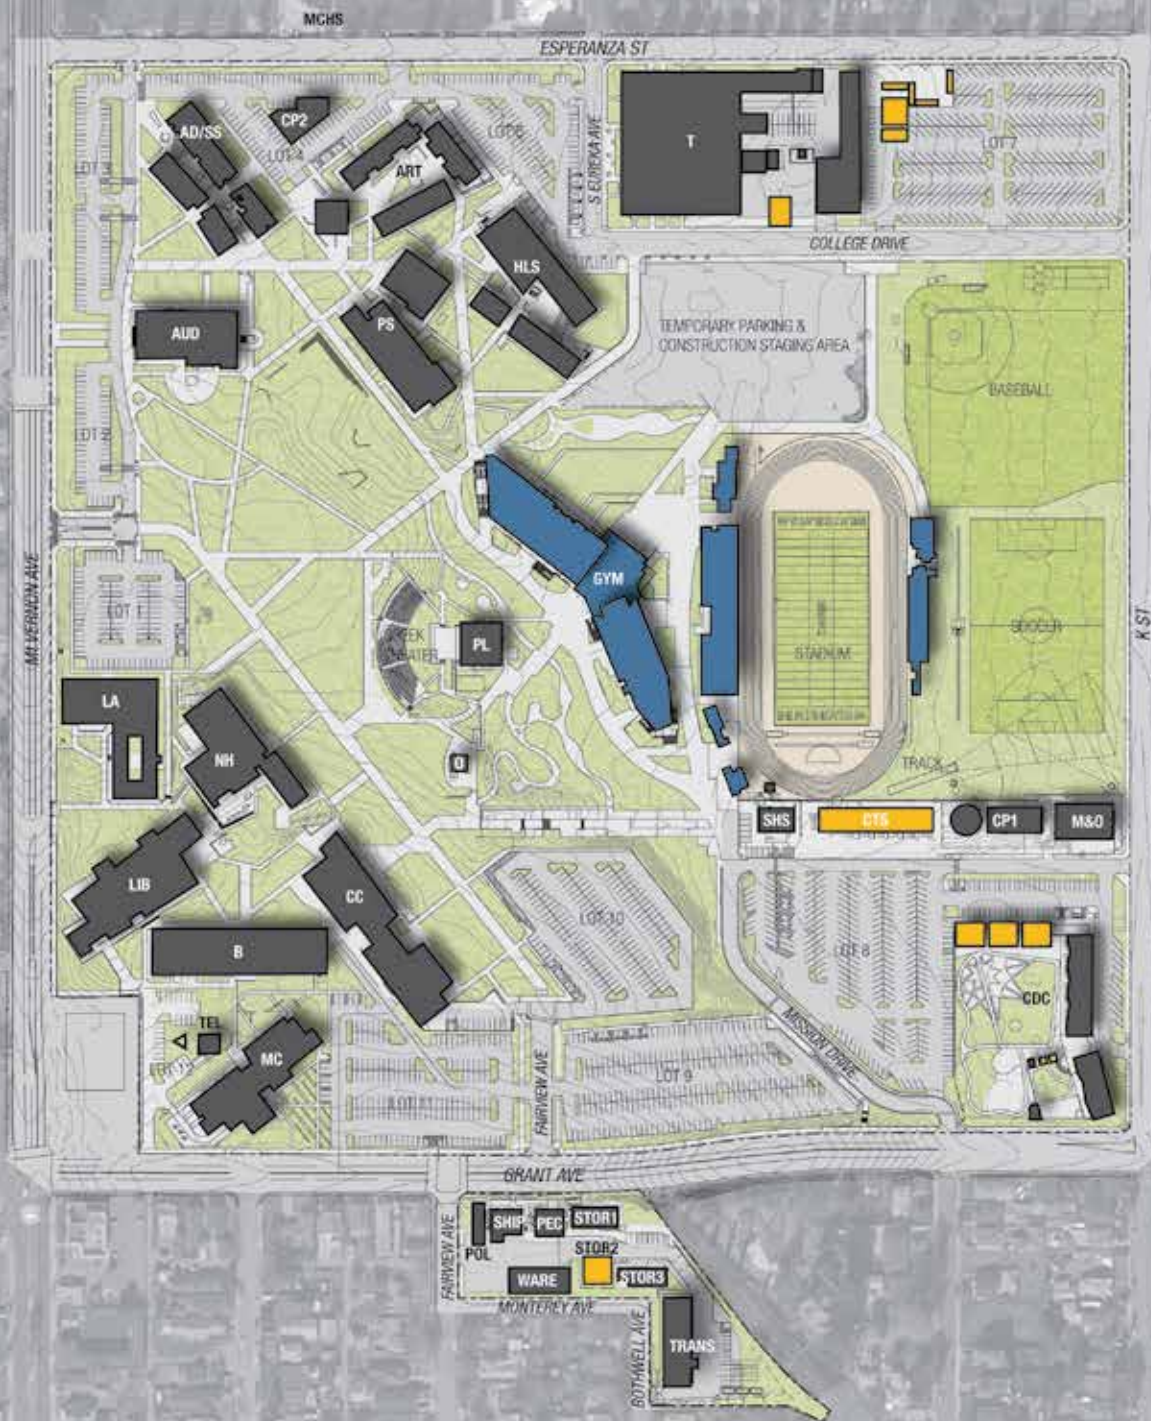 MCHS
ESPERANZA ST
CP2
AD/SS
LOT 4
LOT 3
ART
S EUREKA AVE
T
LOT 7
COLLEGE DRIVE
HLS
PS
AUD
TEMPORARY PARKING &
CONSTRUCTION STAGING AREA
BASEBALL
LOT 2
GYM
LOT 1
MT. VERNON AVE
K ST
SOCCER
PL
STADIUM
LA
NH
O
TRACK
SHS
CTS
CP1
M&O
LIB
CC
LOT 10
B
LOT 8
CDC
TEL
MC
MISSION DRIVE
LOT 12
LOT 9
LOT 11
FAIRVIEW AVE
GRANT AVE
FAIRVIEW AVE
POL
SHIP
PEC
STOR1
STOR2
WARE
STOR3
MONTEREY AVE
BOTHWELL AVE
TRANS